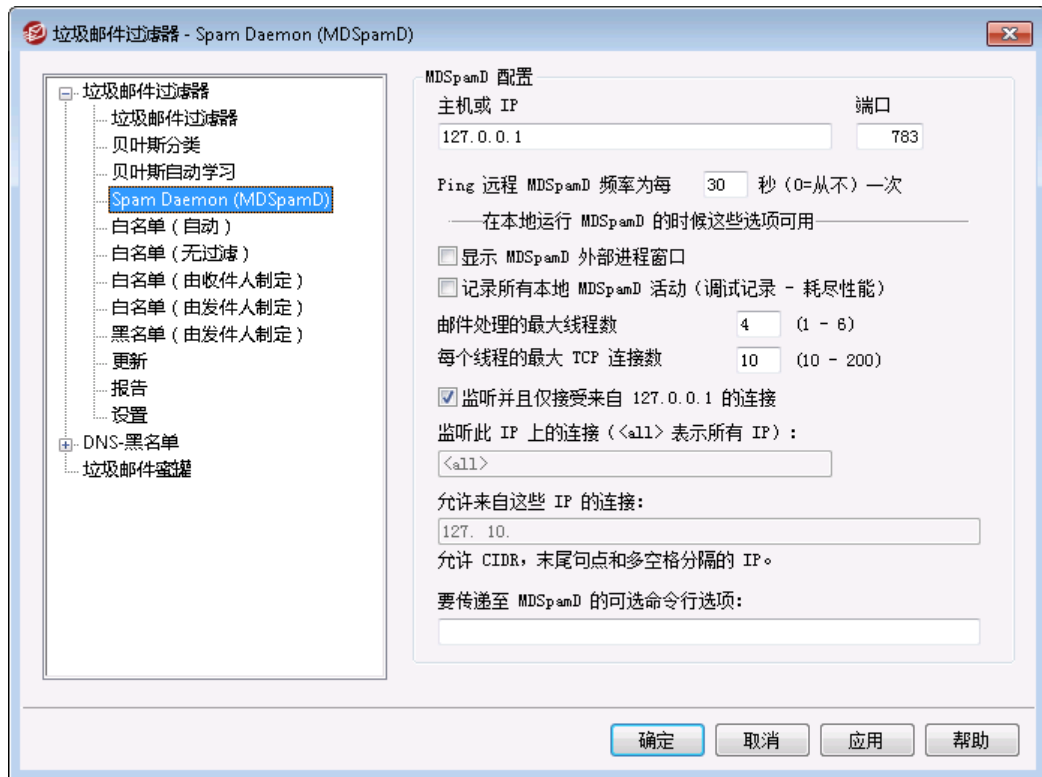 垃圾邮件过滤器 - Spam Daemon (MDSpamD)
垃圾邮件过滤器
垃圾邮件过滤器
贝叶斯分类
贝叶斯自动学习
Spam Daemon (MDSpamD)
白名单 ( 自动 )
白名单 ( 无过滤 )
白名单 ( 由收件人制定 )
白名单 ( 由发件人制定 )
黑名单 ( 由发件人制定 )
更新
报告
设置
DNS-黑名单
垃圾邮件蜜罐
MDSpamD 配置
主机或 IP 端口
127.0.0.1 783
Ping 远程 MDSpamD 频率为每 30 秒 (0=从不) 一次
在本地运行 MDSpamD 的时候这些选项可用
显示 MDSpamD 外部进程窗口
记录所有本地 MDSpamD 活动 (调试记录 - 耗尽性能)
邮件处理的最大线程数 4 (1 - 6)
每个线程的最大 TCP 连接数 10 (10 - 200)
监听并且仅接受来自 127.0.0.1 的连接
监听此 IP 上的连接 (<all> 表示所有 IP) :
<all>
允许来自这些 IP 的连接:
127. 10.
允许 CIDR, 末尾句点和多空格分隔的 IP。
要传递至 MDSpamD 的可选命令行选项:
确定 取消 应用 帮助